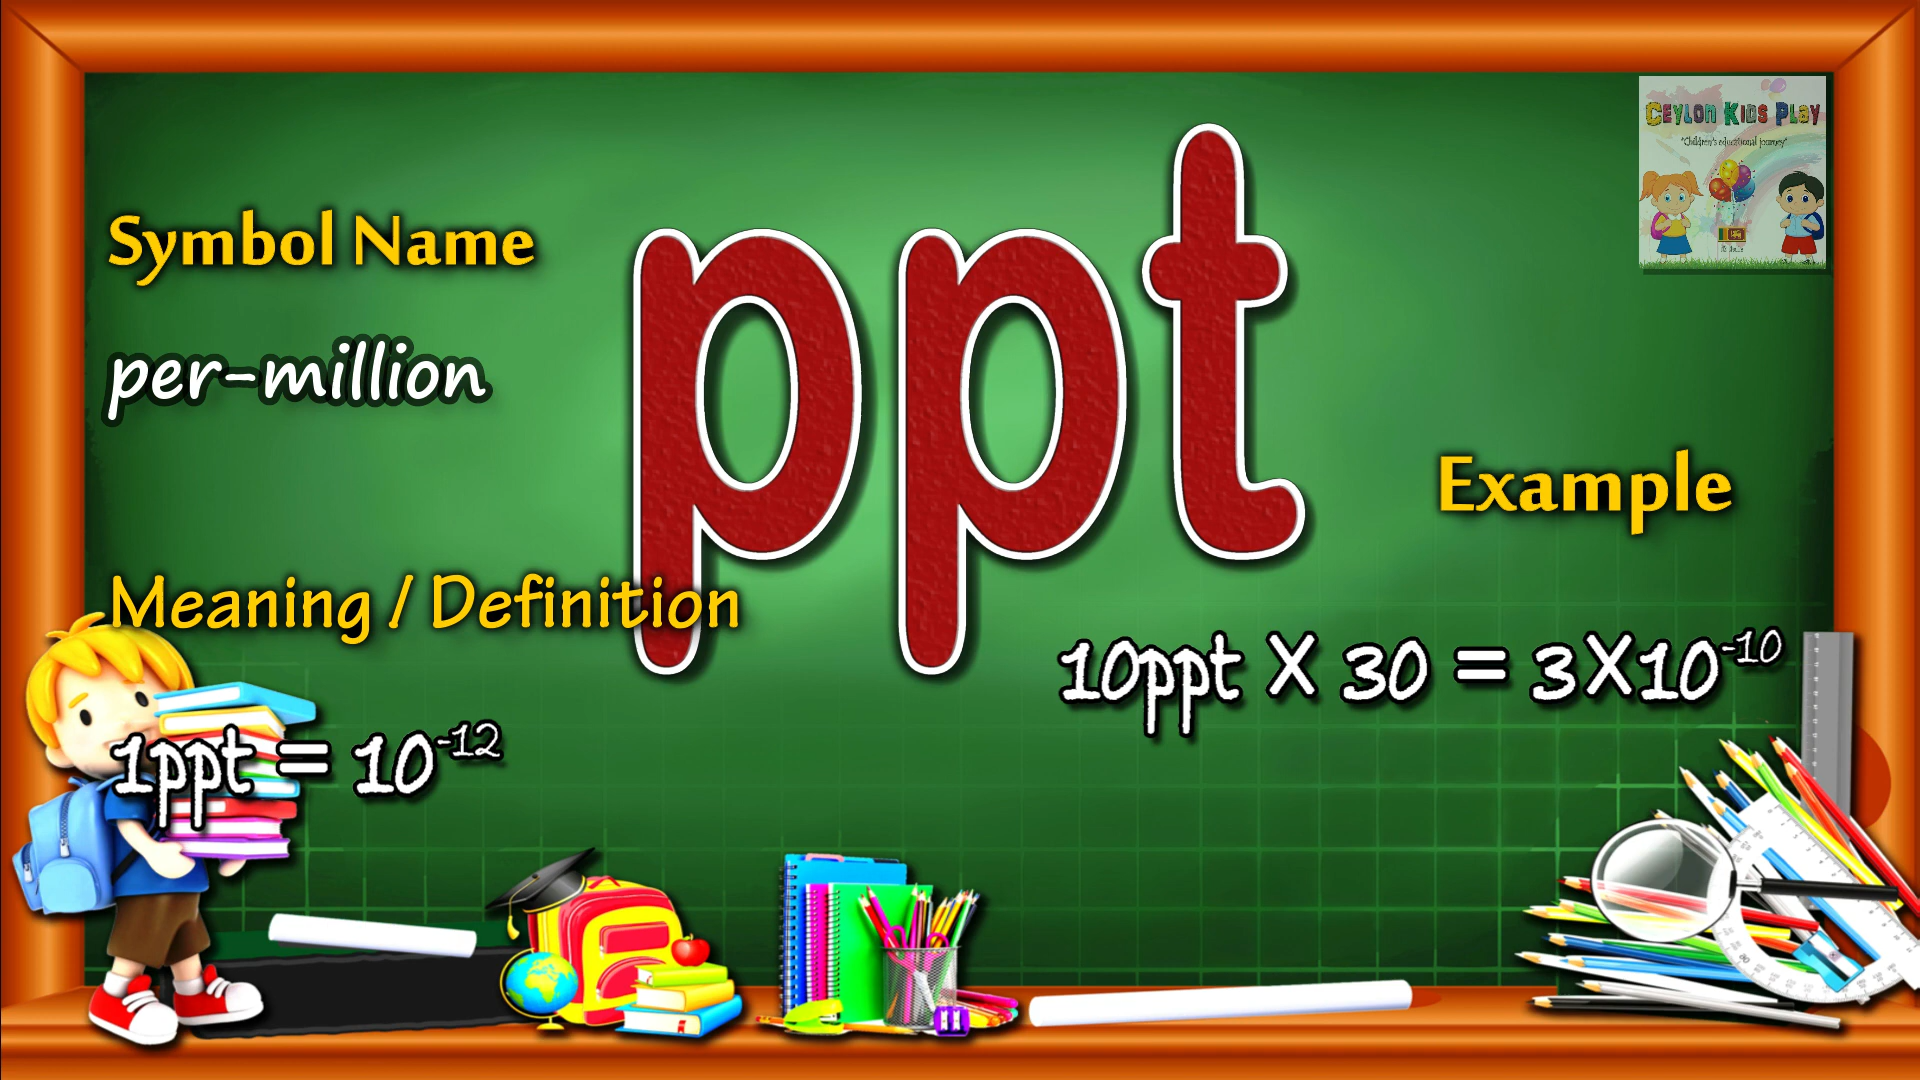 CEYLON KIDS PLAY
"Children's educational journey"
Symbol Name
ppt
per-million
Example
Meaning / Definition
10ppt X 30 = 3X10⁻¹⁰
1ppt = 10⁻¹²